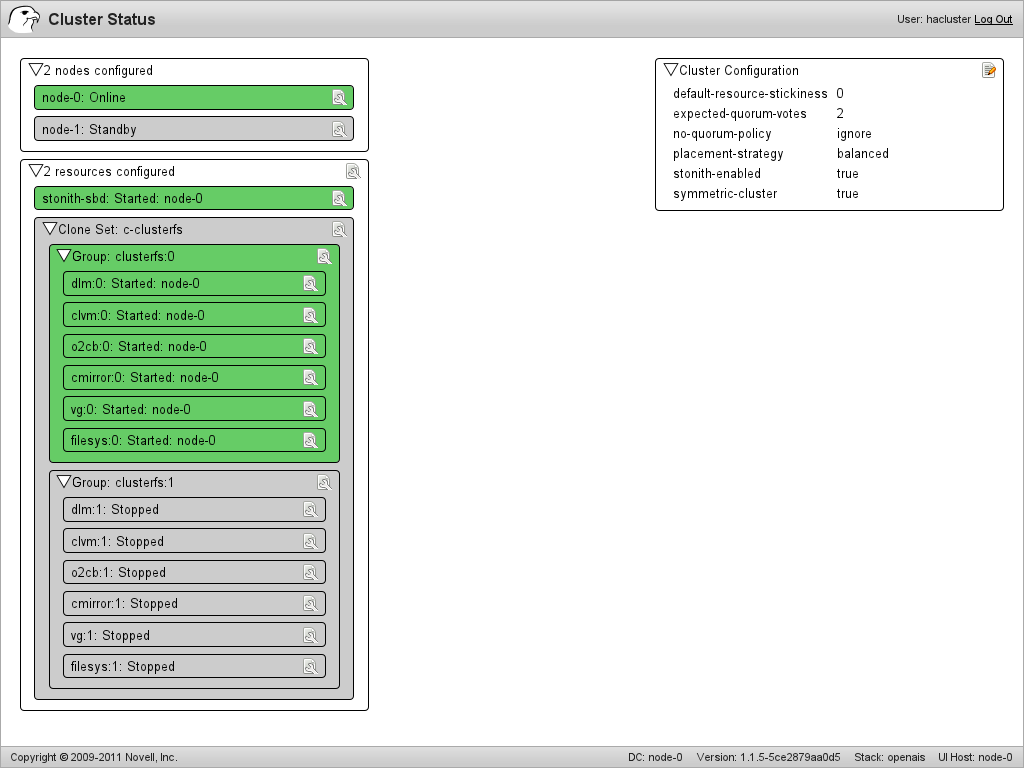 Cluster Status
User: hacluster Log Out
2 nodes configured
node-0: Online
node-1: Standby
2 resources configured
stonith-sbd: Started: node-0
Clone Set: c-clusterfs
Group: clusterfs:0
dlm:0: Started: node-0
clvm:0: Started: node-0
o2cb:0: Started: node-0
cmirror:0: Started: node-0
vg:0: Started: node-0
filesys:0: Started: node-0
Group: clusterfs:1
dlm:1: Stopped
clvm:1: Stopped
o2cb:1: Stopped
cmirror:1: Stopped
vg:1: Stopped
filesys:1: Stopped
Cluster Configuration
default-resource-stickiness 0
expected-quorum-votes 2
no-quorum-policy ignore
placement-strategy balanced
stonith-enabled true
symmetric-cluster true
Copyright © 2009-2011 Novell, Inc.
DC: node-0 Version: 1.1.5-5ce2879aa0d5 Stack: openais UI Host: node-0